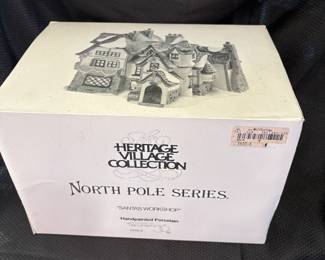 HERITAGE
VILLAGE
COLLECTION
NORTH POLE SERIES.
"SANTA'S WORKSHOP"
Handpainted Porcelain